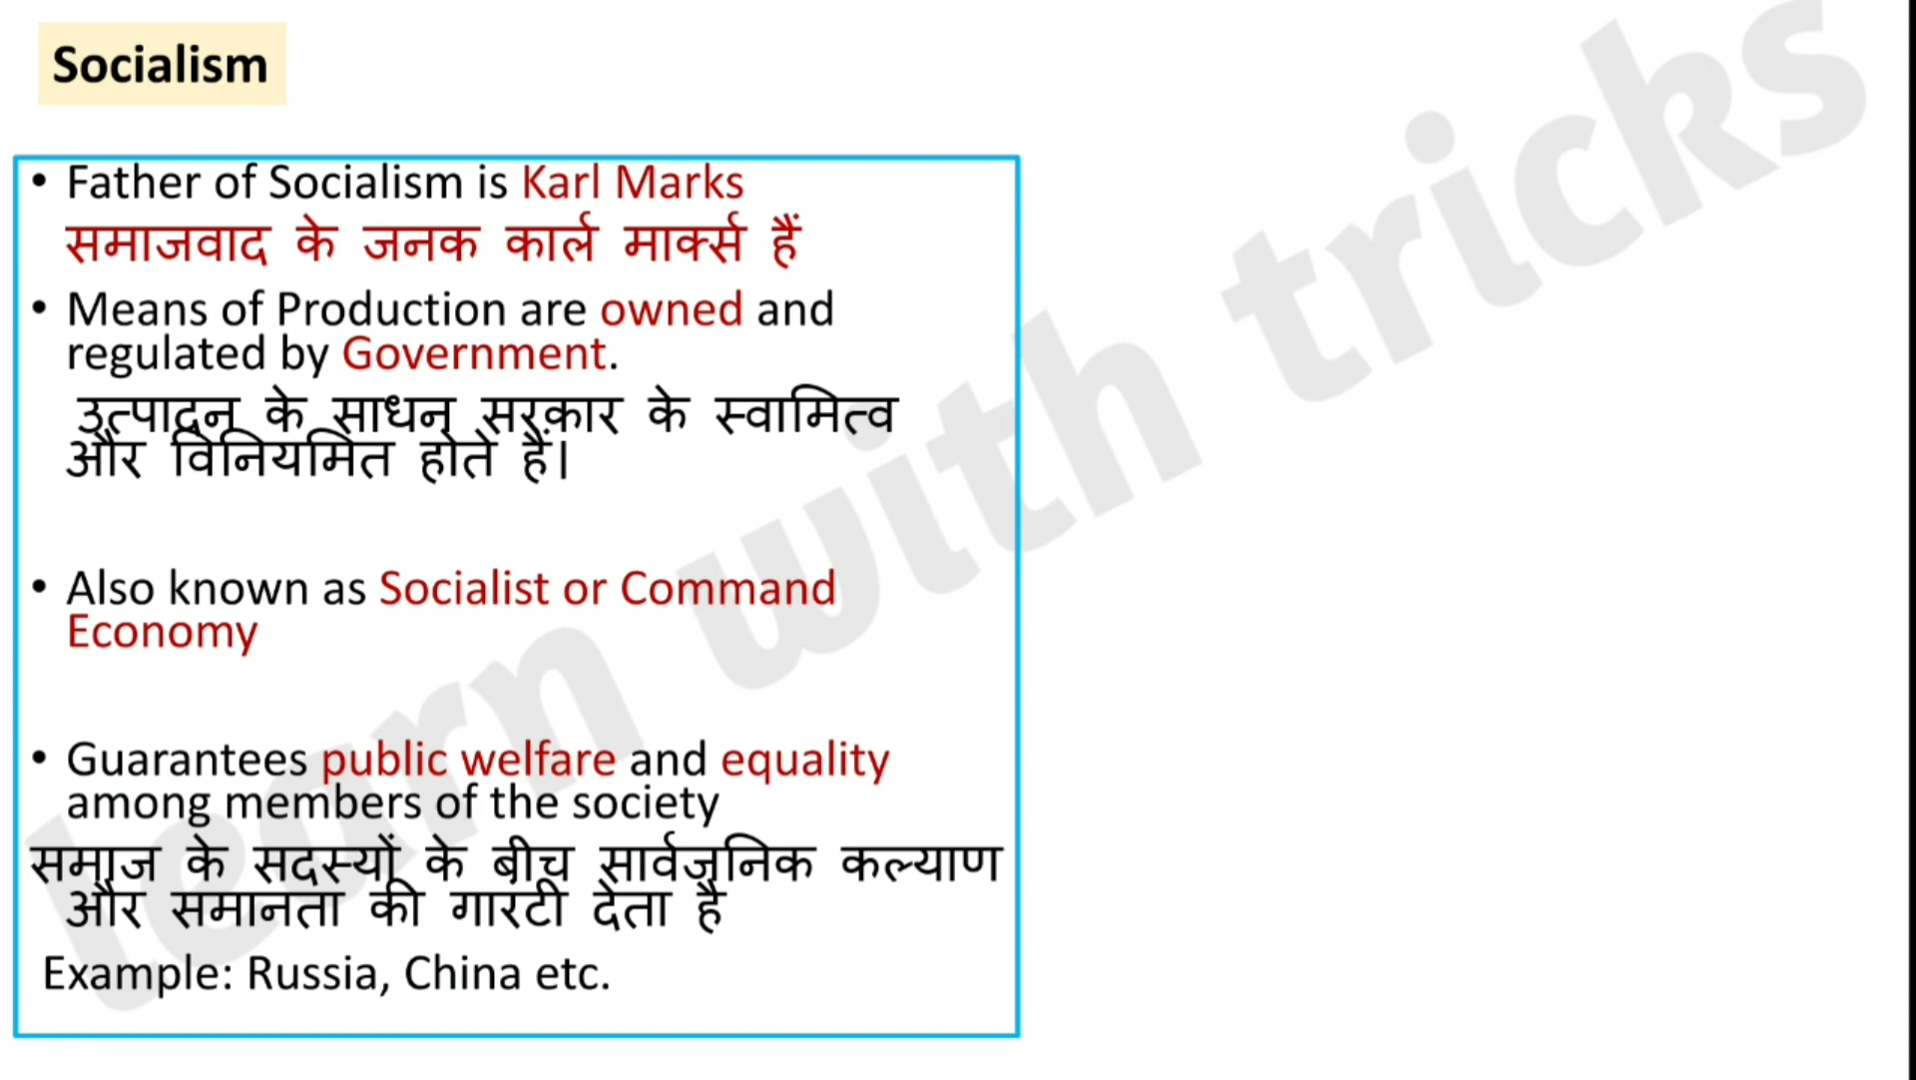 Socialism
• Father of Socialism is Karl Marks
समाजवाद के जनक कार्ल मार्क्स हैं
• Means of Production are owned and
regulated by Government.
उत्पादन के साधन सरकार के स्वामित्व
और विनियमित होते हैं।
• Also known as Socialist or Command
Economy
• Guarantees public welfare and equality
among members of the society
समाज के सदस्यों के बीच सार्वजनिक कल्याण
और समानता की गारंटी देता है
Example: Russia, China etc.
learn with tricks